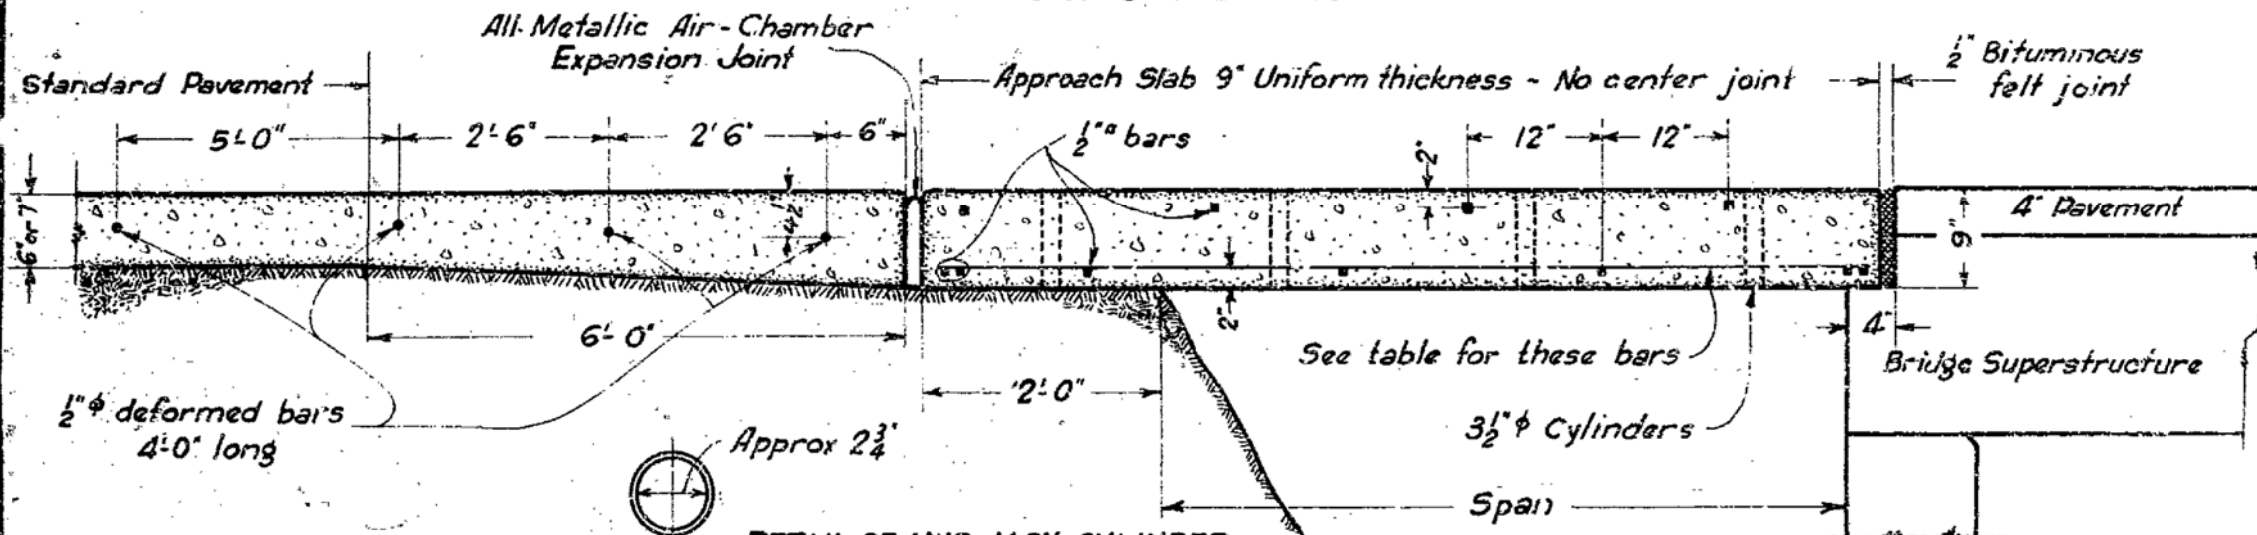 All-Metallic Air-Chamber
Expansion Joint
Standard Pavement
Approach Slab 9" Uniform thickness ~ No center joint
1/2" Bituminous
felt joint
5'-0"
2'-6"
2'6"
6"
1/2"▫ bars
2"
12"
12"
6" or 7"
4 1/2"
4" Pavement
9"
6'-0"
2"
4"
See table for these bars
Bridge Superstructure
2'-0"
1/2" ϕ deformed bars
4'-0" long
3 1/2" ϕ Cylinders
Approx 2 3/4"
Span